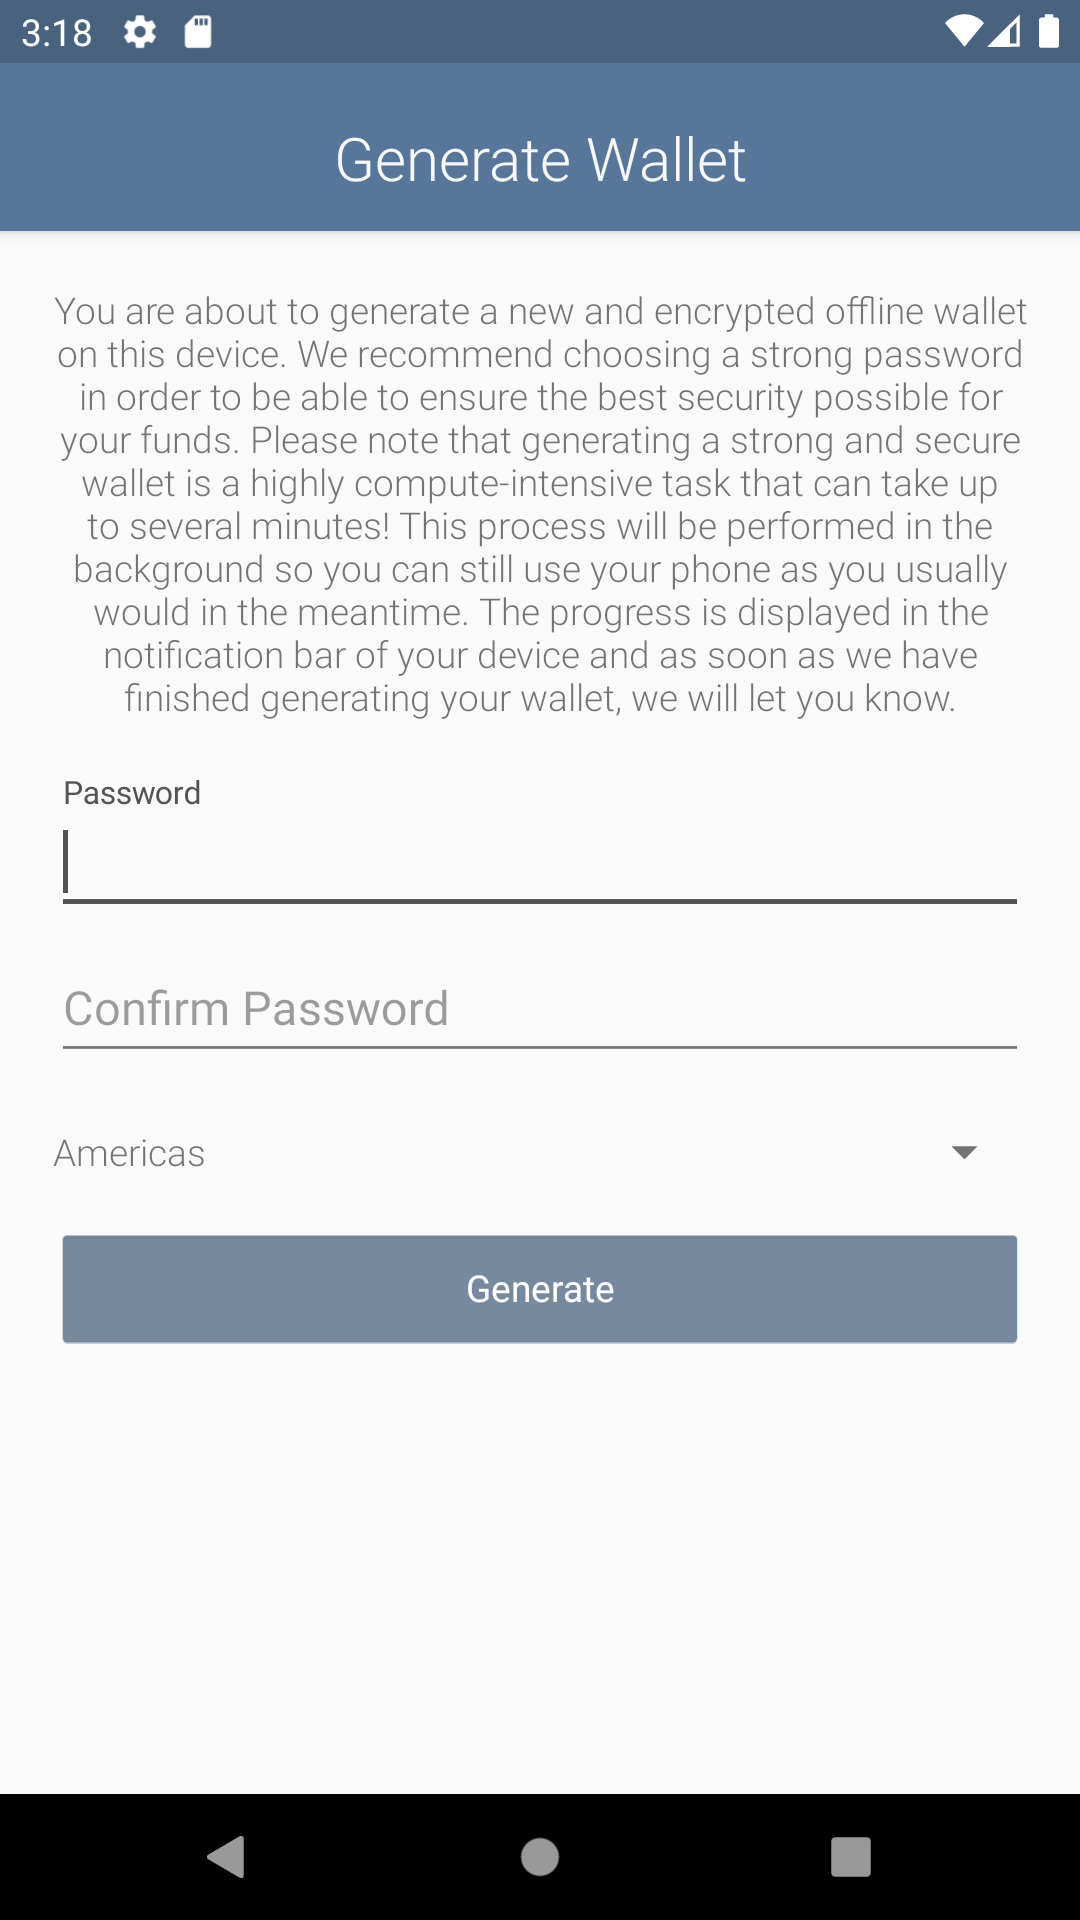 3:18
Generate Wallet
You are about to generate a new and encrypted offline wallet
on this device. We recommend choosing a strong password
in order to be able to ensure the best security possible for
your funds. Please note that generating a strong and secure
wallet is a highly compute-intensive task that can take up
to several minutes! This process will be performed in the
background so you can still use your phone as you usually
would in the meantime. The progress is displayed in the
notification bar of your device and as soon as we have
finished generating your wallet, we will let you know.
Password
Confirm Password
Americas
Generate